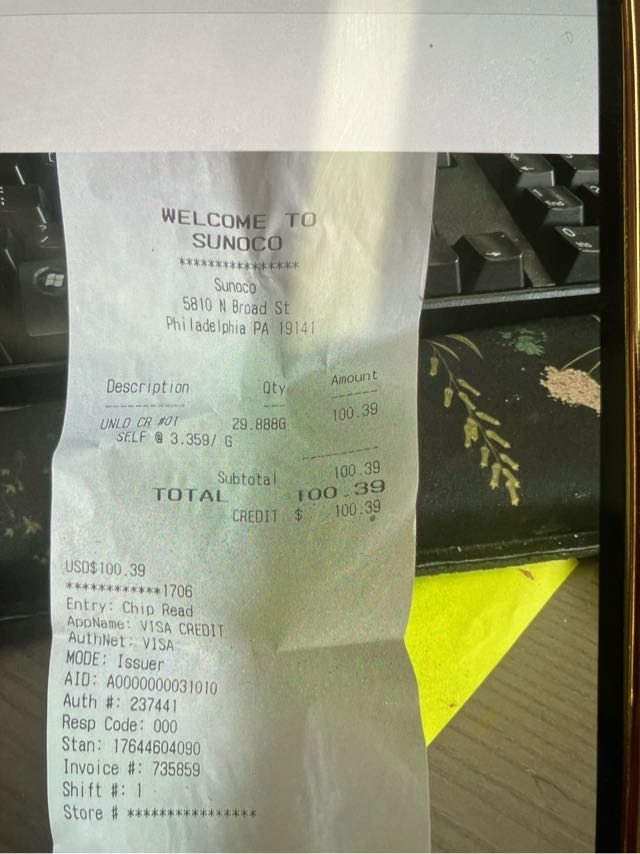 WELCOME TO
SUNOCO
****************
Sunoco
5810 N Broad St
Philadelphia PA 19141
Description Qty Amount
UNLD CR #01 29.888G 100.39
SELF @ 3.359/ G
Subtotal 100.39
TOTAL 100.39
CREDIT $ 100.39
USD$100.39
************1706
Entry: Chip Read
AppName: VISA CREDIT
AuthNet: VISA
MODE: Issuer
AID: A0000000031010
Auth #: 237441
Resp Code: 000
Stan: 17644604090
Invoice #: 735859
Shift #: 1
Store # *****************